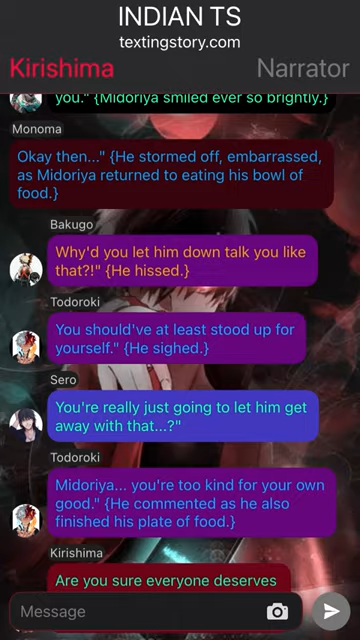 INDIAN TS
textingstory.com
Kirishima
Narrator
you." {Midoriya smiled ever so brightly.}
Monoma
Okay then..." {He stormed off, embarrassed,
as Midoriya returned to eating his bowl of
food.}
Bakugo
Why'd you let him down talk you like
that?!" {He hissed.}
Todoroki
You should've at least stood up for
yourself." {He sighed.}
Sero
You're really just going to let him get
away with that...?"
Todoroki
Midoriya... you're too kind for your own
good." {He commented as he also
finished his plate of food.}
Kirishima
Are you sure everyone deserves
Message